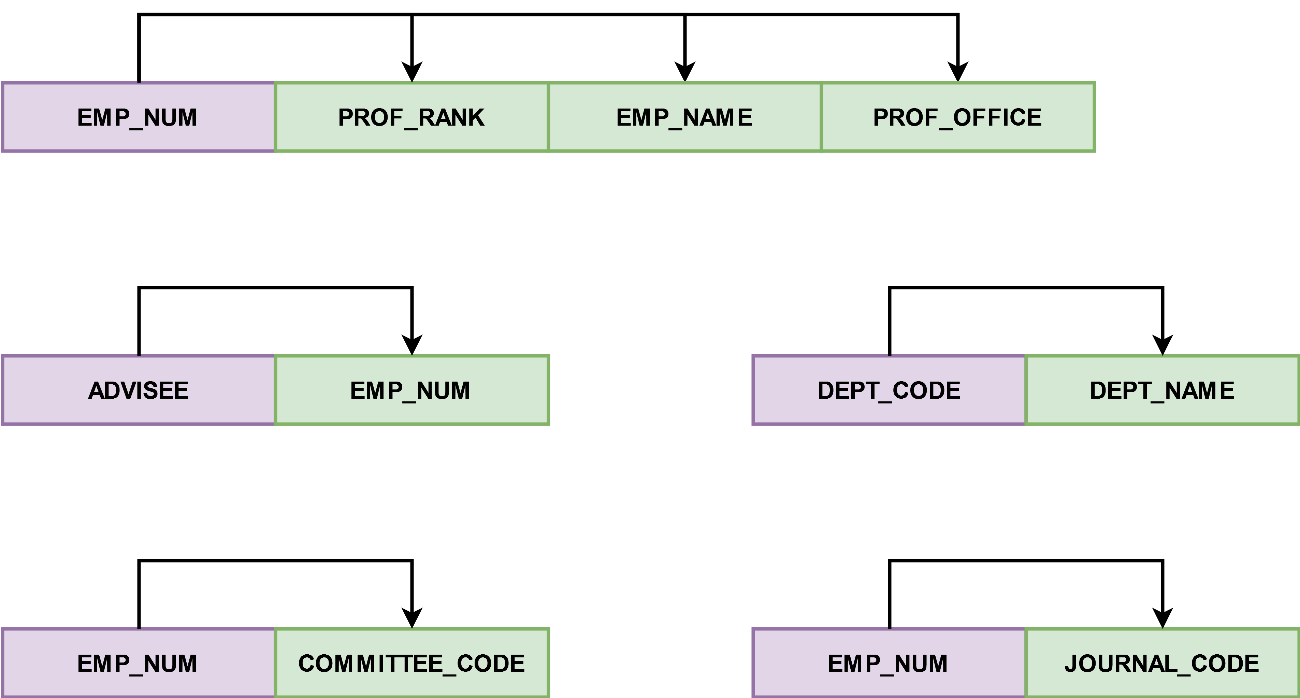 EMP_NUM PROF_RANK EMP_NAME PROF_OFFICE
ADVISEE EMP_NUM
DEPT_CODE DEPT_NAME
EMP_NUM COMMITTEE_CODE
EMP_NUM JOURNAL_CODE